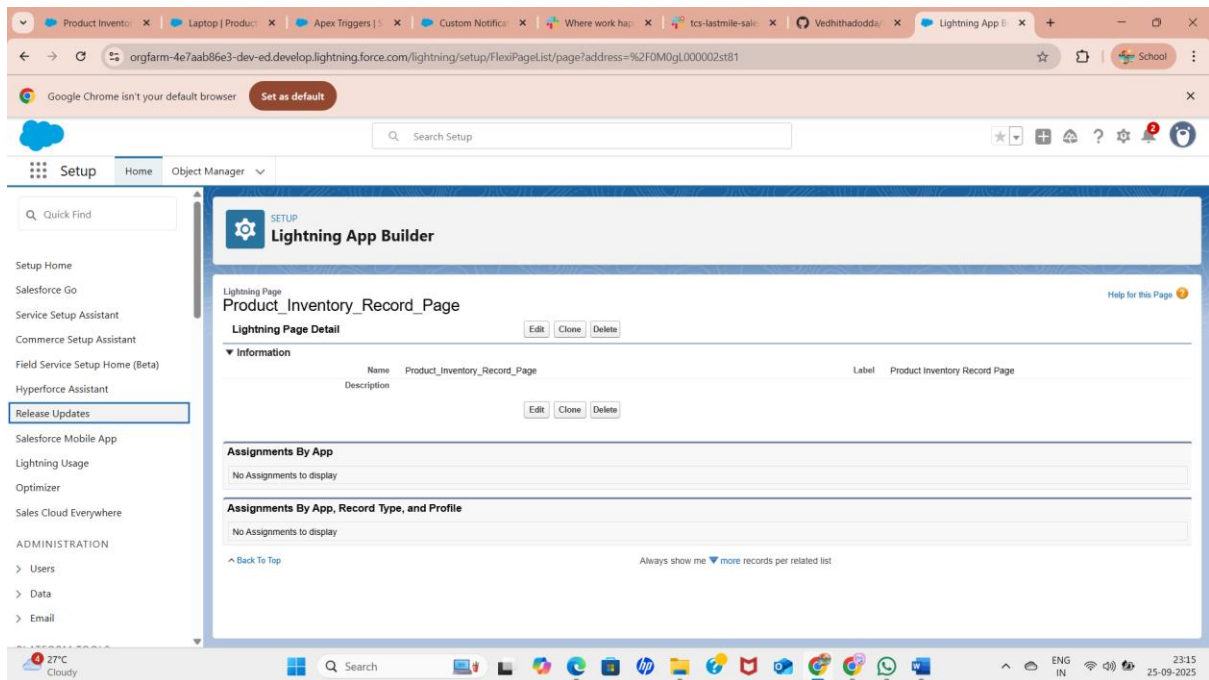 Product Inventor
Laptop | Product
Apex Triggers | S
Custom Notificat
Where work hap
tcs-lastmile-sale
Vedhithadodda/
Lightning App B
orgfarm-4e7aab86e3-dev-ed.develop.lightning.force.com/lightning/setup/FlexiPageList/page?address=%2F0M0gL000002st81
School
Google Chrome isn't your default browser Set as default
Search Setup
2
Setup Home Object Manager
Quick Find
SETUP
Lightning App Builder
Setup Home
Salesforce Go
Service Setup Assistant
Commerce Setup Assistant
Field Service Setup Home (Beta)
Hyperforce Assistant
Release Updates
Salesforce Mobile App
Lightning Usage
Optimizer
Sales Cloud Everywhere
ADMINISTRATION
Users
Data
Email
Lightning Page
Product_Inventory_Record_Page
Help for this Page
Lightning Page Detail Edit Clone Delete
Information
Name Product_Inventory_Record_Page Label Product Inventory Record Page
Description
Edit Clone Delete
Assignments By App
No Assignments to display
Assignments By App, Record Type, and Profile
No Assignments to display
Back To Top Always show me more records per related list
4 27°C
Cloudy
Search
ENG
IN
23:15
25-09-2025